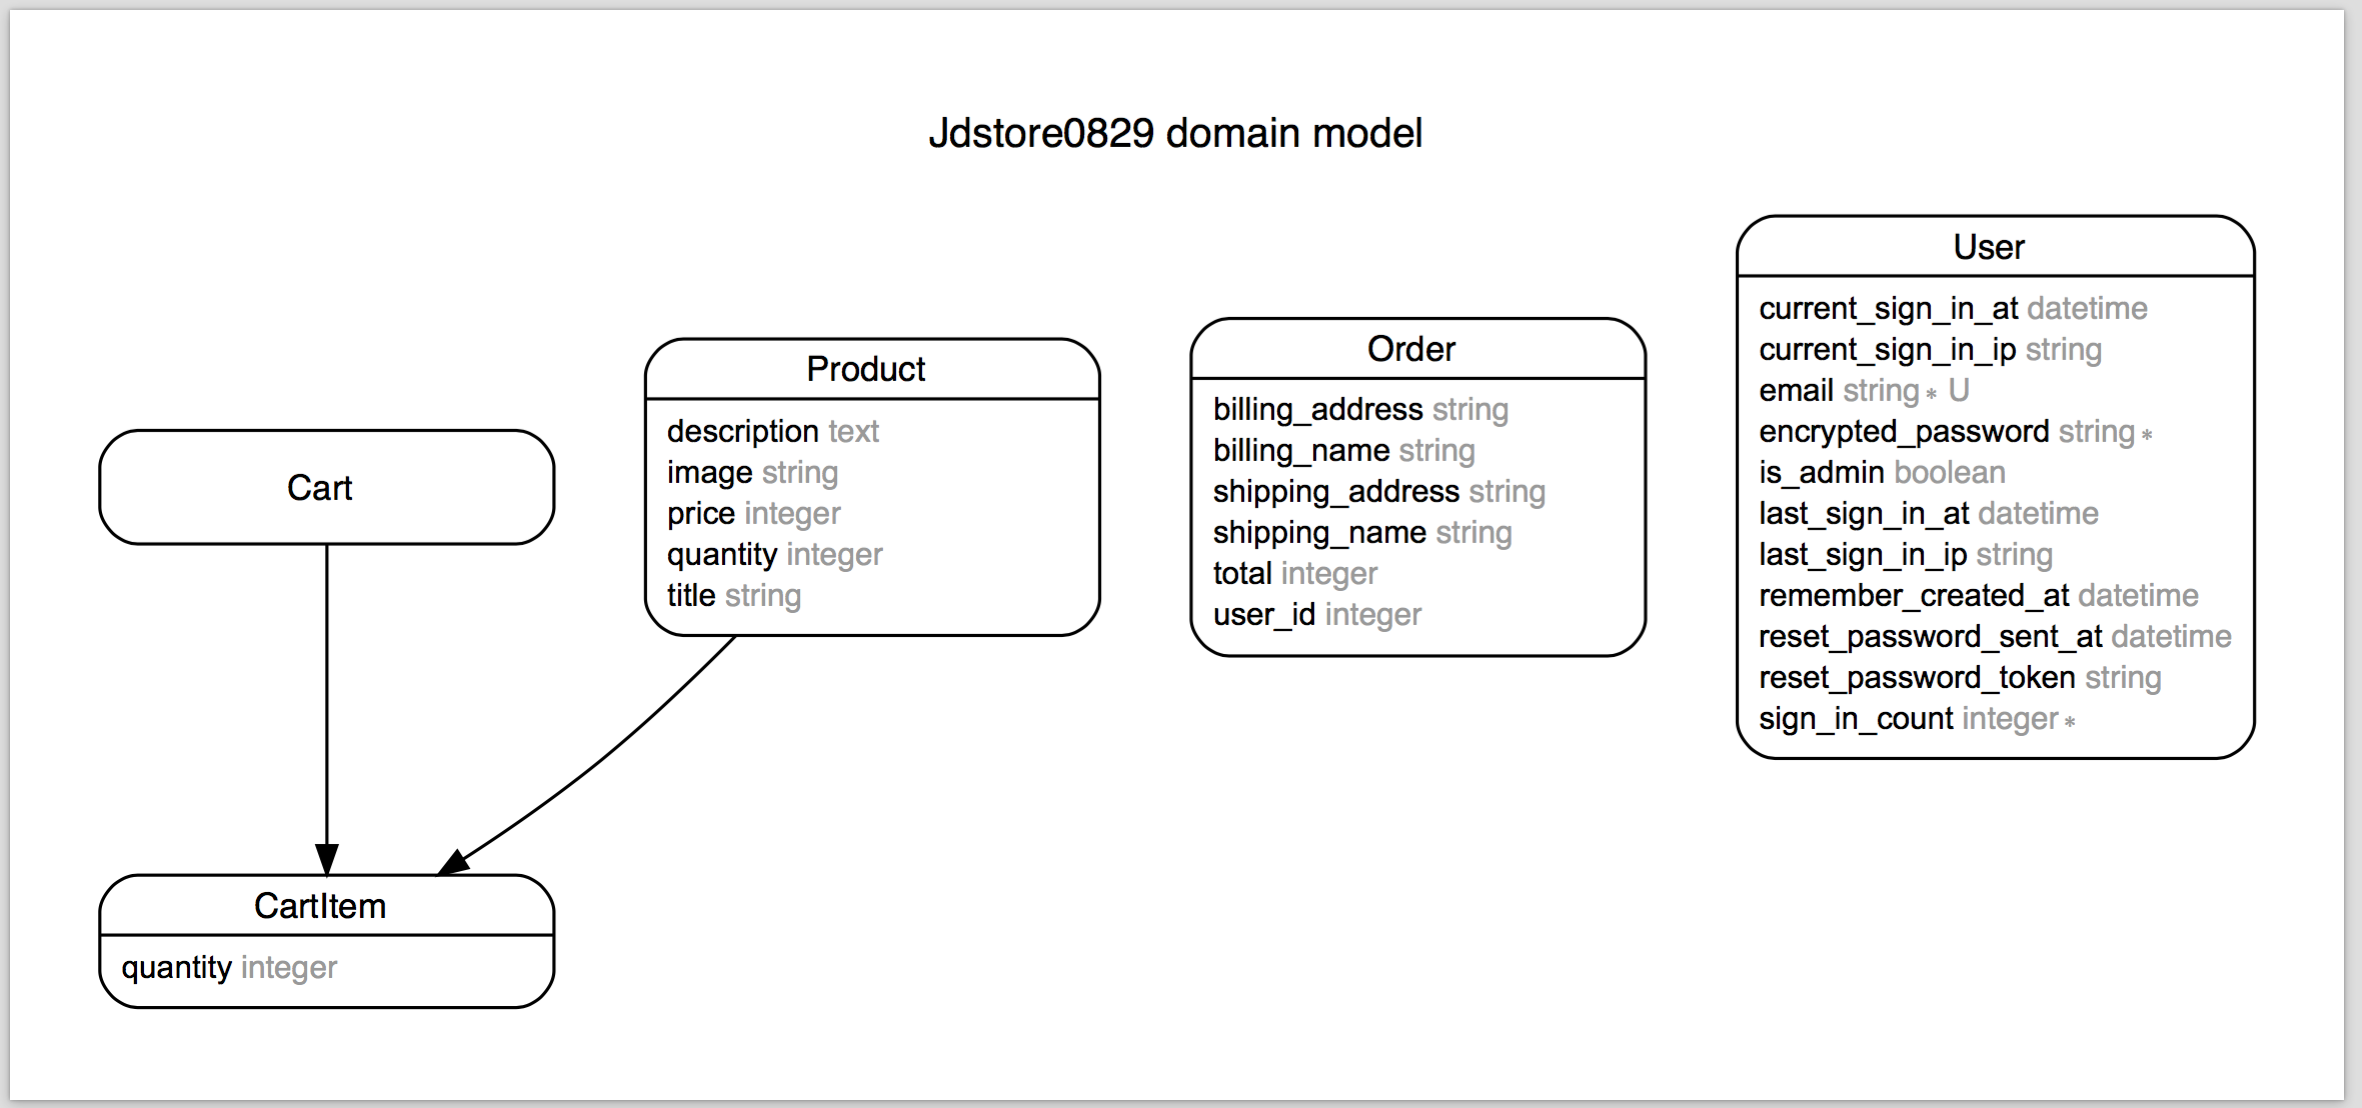 Jdstore0829 domain model
Cart
CartItem
quantity integer
Product
description text
image string
price integer
quantity integer
title string
Order
billing_address string
billing_name string
shipping_address string
shipping_name string
total integer
user_id integer
User
current_sign_in_at datetime
current_sign_in_ip string
email string * U
encrypted_password string *
is_admin boolean
last_sign_in_at datetime
last_sign_in_ip string
remember_created_at datetime
reset_password_sent_at datetime
reset_password_token string
sign_in_count integer *